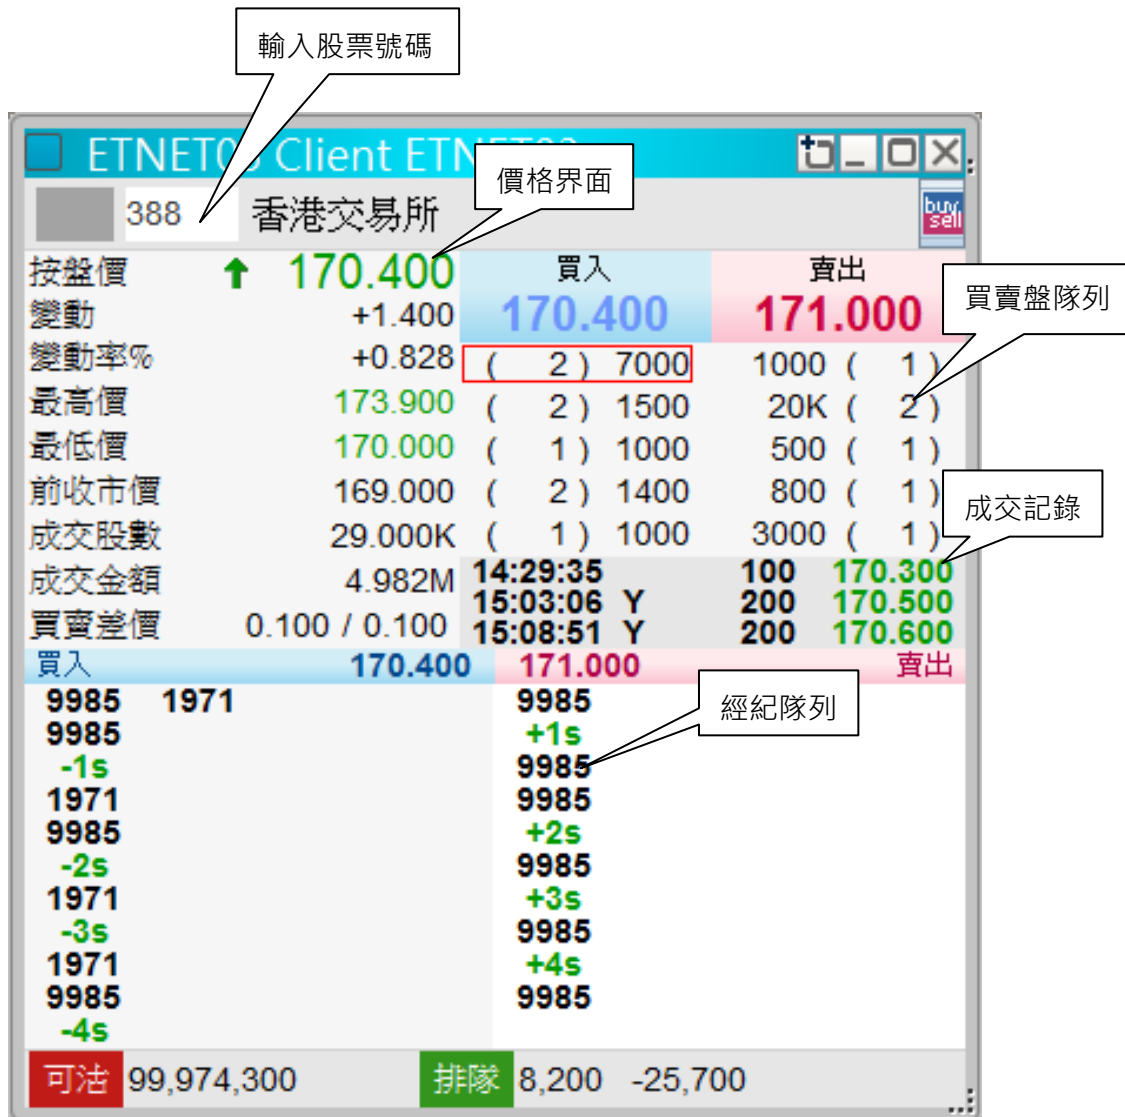 輸入股票號碼
ETNET0 Client ETN
388 香港交易所
buy
sell
價格界面
按盤價 170.400 買入 賣出
變動 +1.400 170.400 171.000
買賣盤隊列
變動率% +0.828 ( 2 ) 7000 1000 ( 1 )
最高價 173.900 ( 2 ) 1500 20K ( 2 )
最低價 170.000 ( 1 ) 1000 500 ( 1 )
前收市價 169.000 ( 2 ) 1400 800 ( 1 )
成交記錄
成交股數 29.000K ( 1 ) 1000 3000 ( 1 )
成交金額 4.982M 14:29:35 100 170.300
15:03:06 Y 200 170.500
買賣差價 0.100 / 0.100 15:08:51 Y 200 170.600
買入 170.400 171.000 賣出
9985 1971 9985
經紀隊列
9985 +1s
-1s 9985
1971 9985
9985 +2s
-2s 9985
1971 +3s
-3s 9985
1971 +4s
9985 9985
-4s
可沽 99,974,300 排隊 8,200 -25,700